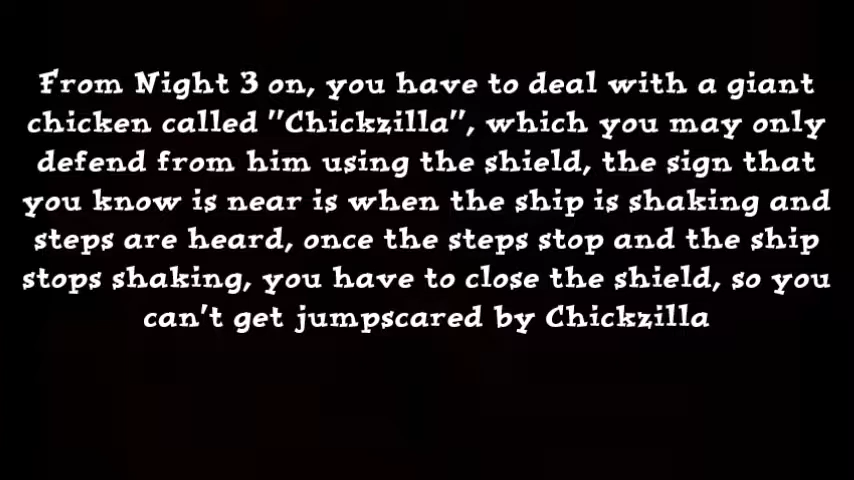 From Night 3 on, you have to deal with a giant
chicken called "Chickzilla", which you may only
defend from him using the shield, the sign that
you know is near is when the ship is shaking and
steps are heard, once the steps stop and the ship
stops shaking, you have to close the shield, so you
can't get jumpscared by Chickzilla